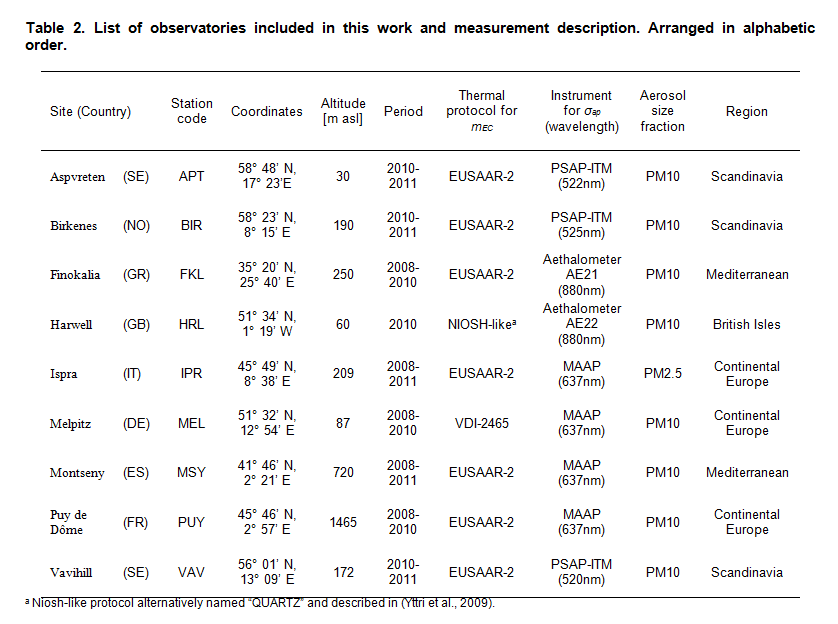 Table 2. List of observatories included in this work and measurement description. Arranged in alphabetic
order.
Site (Country) Station code Coordinates Altitude [m asl] Period Thermal protocol for mEC Instrument for σap (wavelength) Aerosol size fraction Region
Aspvreten (SE) APT 58° 48' N, 17° 23'E 30 2010-2011 EUSAAR-2 PSAP-ITM (522nm) PM10 Scandinavia
Birkenes (NO) BIR 58° 23' N, 8° 15' E 190 2010-2011 EUSAAR-2 PSAP-ITM (525nm) PM10 Scandinavia
Finokalia (GR) FKL 35° 20' N, 25° 40' E 250 2008-2010 EUSAAR-2 Aethalometer AE21 (880nm) PM10 Mediterranean
Harwell (GB) HRL 51° 34' N, 1° 19' W 60 2010 NIOSH-likeᵃ Aethalometer AE22 (880nm) PM10 British Isles
Ispra (IT) IPR 45° 49' N, 8° 38' E 209 2008-2011 EUSAAR-2 MAAP (637nm) PM2.5 Continental Europe
Melpitz (DE) MEL 51° 32' N, 12° 54' E 87 2008-2010 VDI-2465 MAAP (637nm) PM10 Continental Europe
Montseny (ES) MSY 41° 46' N, 2° 21' E 720 2008-2011 EUSAAR-2 MAAP (637nm) PM10 Mediterranean
Puy de Dôme (FR) PUY 45° 46' N, 2° 57' E 1465 2008-2010 EUSAAR-2 MAAP (637nm) PM10 Continental Europe
Vavihill (SE) VAV 56° 01' N, 13° 09' E 172 2010-2011 EUSAAR-2 PSAP-ITM (520nm) PM10 Scandinavia
ᵃ Niosh-like protocol alternatively named "QUARTZ" and described in (Yttri et al., 2009).